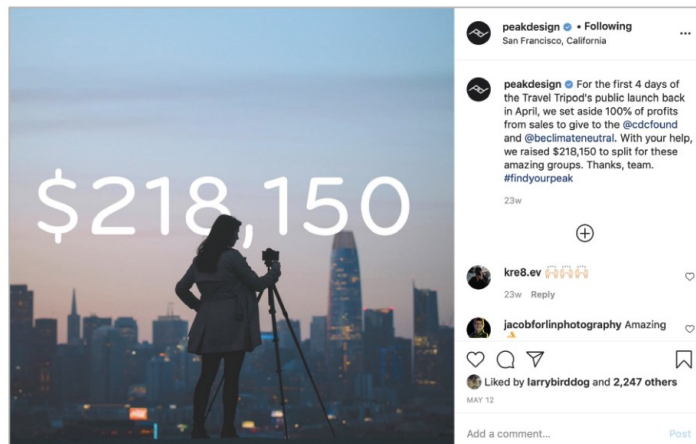 $218,150
peakdesign • Following
San Francisco, California
peakdesign For the first 4 days of
the Travel Tripod's public launch back
in April, we set aside 100% of profits
from sales to give to the @cdcfound
and @beclimateneutral. With your help,
we raised $218,150 to split for these
amazing groups. Thanks, team.
#findyourpeak
23w
kre8.ev 🙌🏻🙌🏻🙌🏻
23w Reply
jacobforlinphotography Amazing
Liked by larrybirddog and 2,247 others
MAY 12
Add a comment... Post